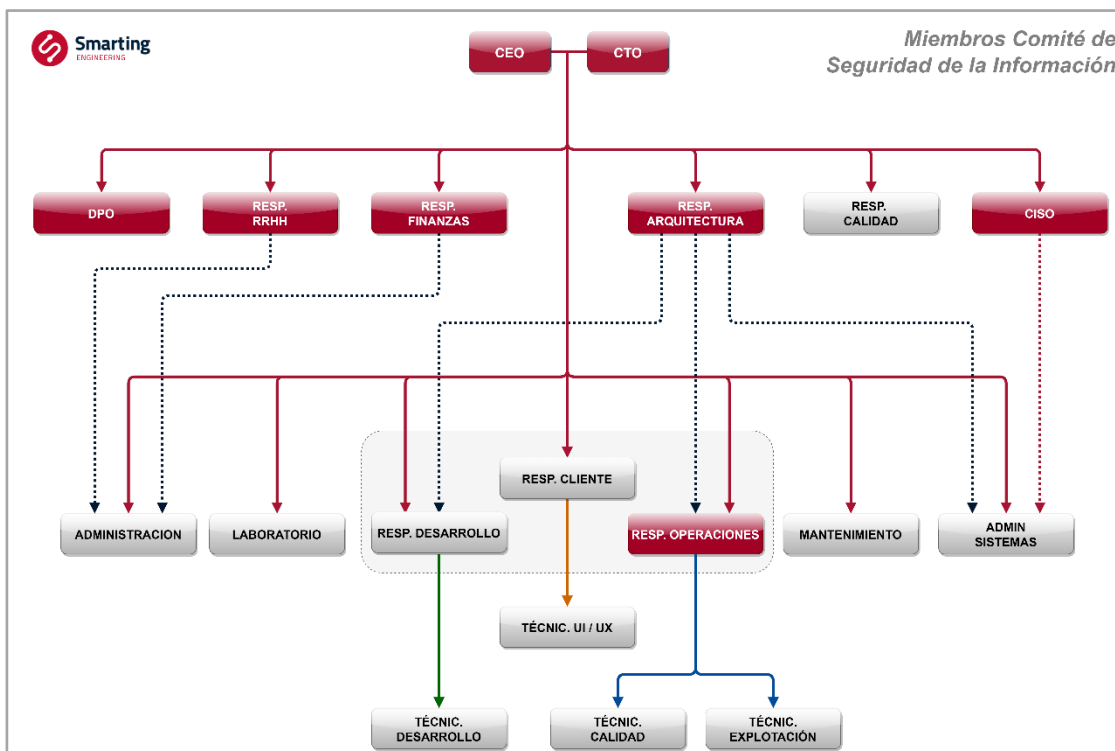 Smarting
ENGINEERING
CEO
CTO
Miembros Comité de
Seguridad de la Información
DPO
RESP.
RRHH
RESP.
FINANZAS
RESP.
ARQUITECTURA
RESP.
CALIDAD
CISO
RESP. CLIENTE
ADMINISTRACION
LABORATORIO
RESP. DESARROLLO
RESP. OPERACIONES
MANTENIMIENTO
ADMIN
SISTEMAS
TÉCNIC. UI / UX
TÉCNIC.
DESARROLLO
TÉCNIC.
CALIDAD
TÉCNIC.
EXPLOTACIÓN